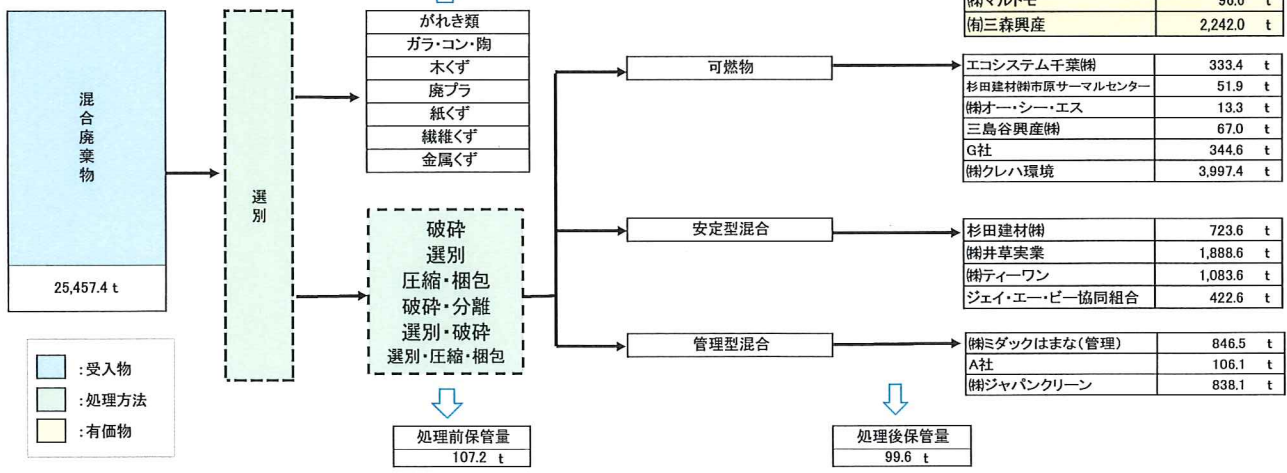 ㈱マルトモ 96.6 t
㈲三森興産 2,242.0 t
混合廃棄物
25,457.4 t
選別
がれき類
ガラ・コン・陶
木くず
廃プラ
紙くず
繊維くず
金属くず
破砕
選別
圧縮・梱包
破砕・分離
選別・破砕
選別・圧縮・梱包
処理前保管量
107.2 t
可燃物
エコシステム千葉㈱ 333.4 t
杉田建材㈱市原サーマルセンター 51.9 t
㈱オー・シー・エス 13.3 t
三島谷興産㈱ 67.0 t
G社 344.6 t
㈱クレハ環境 3,997.4 t
安定型混合
杉田建材㈱ 723.6 t
㈱井草実業 1,888.6 t
㈱ティーワン 1,083.6 t
ジェイ・エー・ビー協同組合 422.6 t
管理型混合
㈱ミダックはまな(管理) 846.5 t
A社 106.1 t
㈱ジャパンクリーン 838.1 t
処理後保管量
99.6 t
:受入物
:処理方法
:有価物